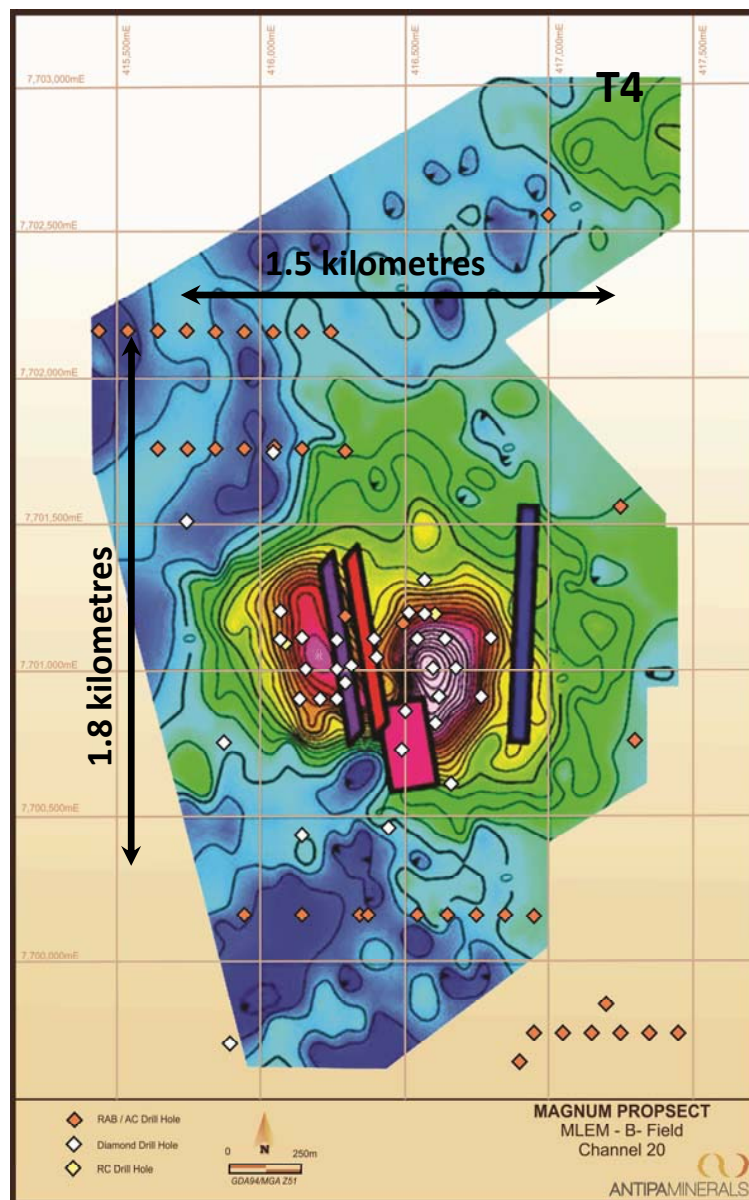 415,500mE
416,000mE
416,500mE
417,000mE
417,500mE
7,703,000mE
T4
7,702,500mE
1.5 kilometres
7,702,000mE
7,701,500mE
7,701,000mE
1.8 kilometres
7,700,500mE
7,700,000mE
RAB / AC Drill Hole
Diamond Drill Hole
RC Drill Hole
N
0 250m
GDA94/MGA Z51
MAGNUM PROPSECT
MLEM - B- Field
Channel 20
ANTIPAMINERALS